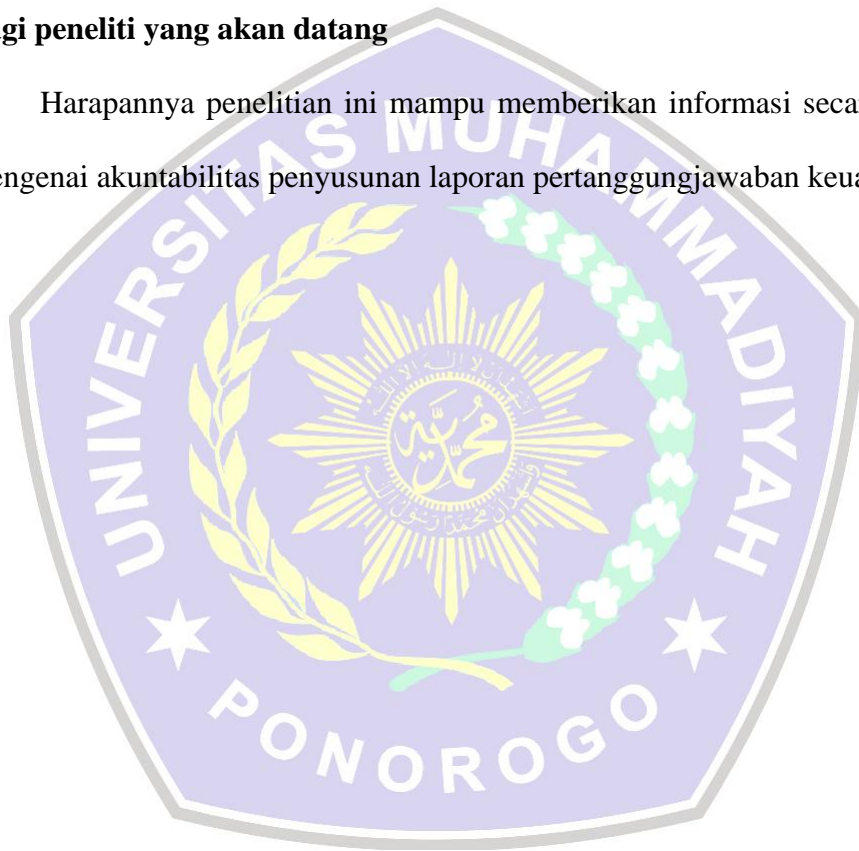 gi peneliti yang akan datang
Harapannya penelitian ini mampu memberikan informasi seca
engenai akuntabilitas penyusunan laporan pertanggungjawaban keua
UNIVERSITAS MUHAMMADIYAH
محمدية
PONOROGO